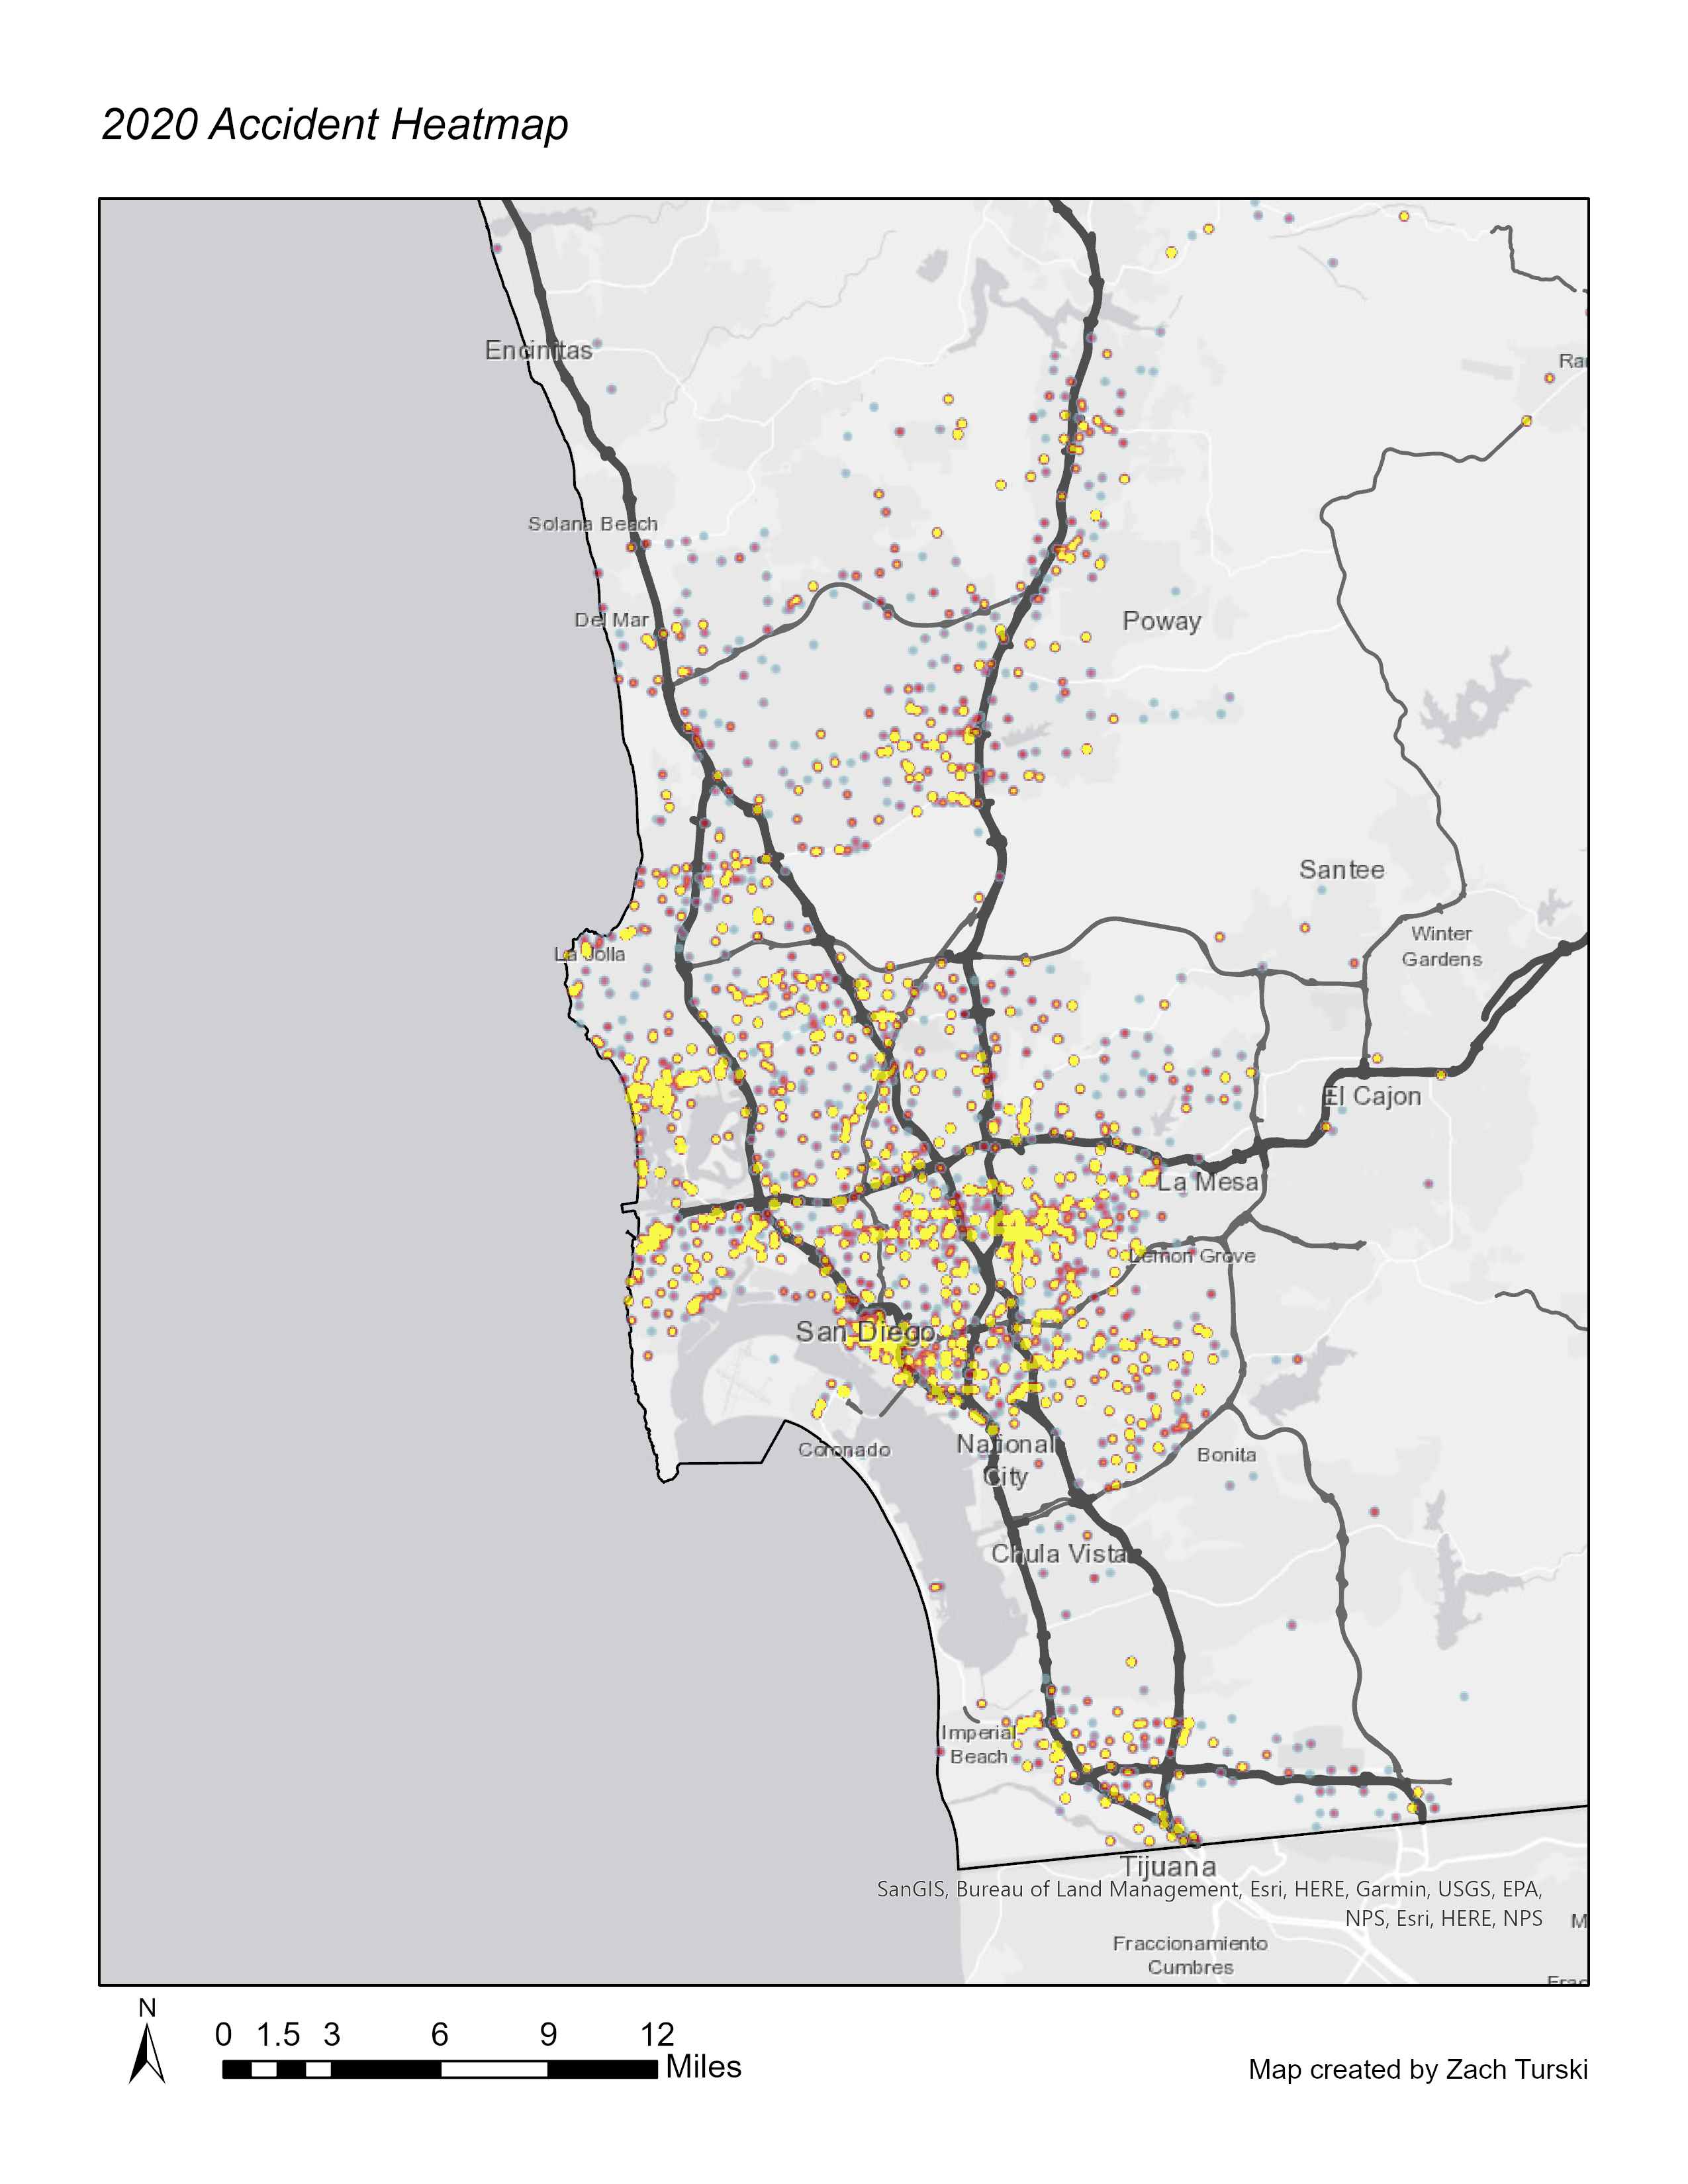 2020 Accident Heatmap
Encinitas
Ra
Solana Beach
Del Mar
Poway
Santee
Winter
Gardens
La Jolla
El Cajon
La Mesa
Lemon Grove
San Diego
Coronado
National
City
Bonita
Chula Vista
Imperial
Beach
Tijuana
SanGIS, Bureau of Land Management, Esri, HERE, Garmin, USGS, EPA,
NPS, Esri, HERE, NPS
M
Fraccionamiento
Cumbres
Frac
N
0 1.5 3 6 9 12
Miles
Map created by Zach Turski